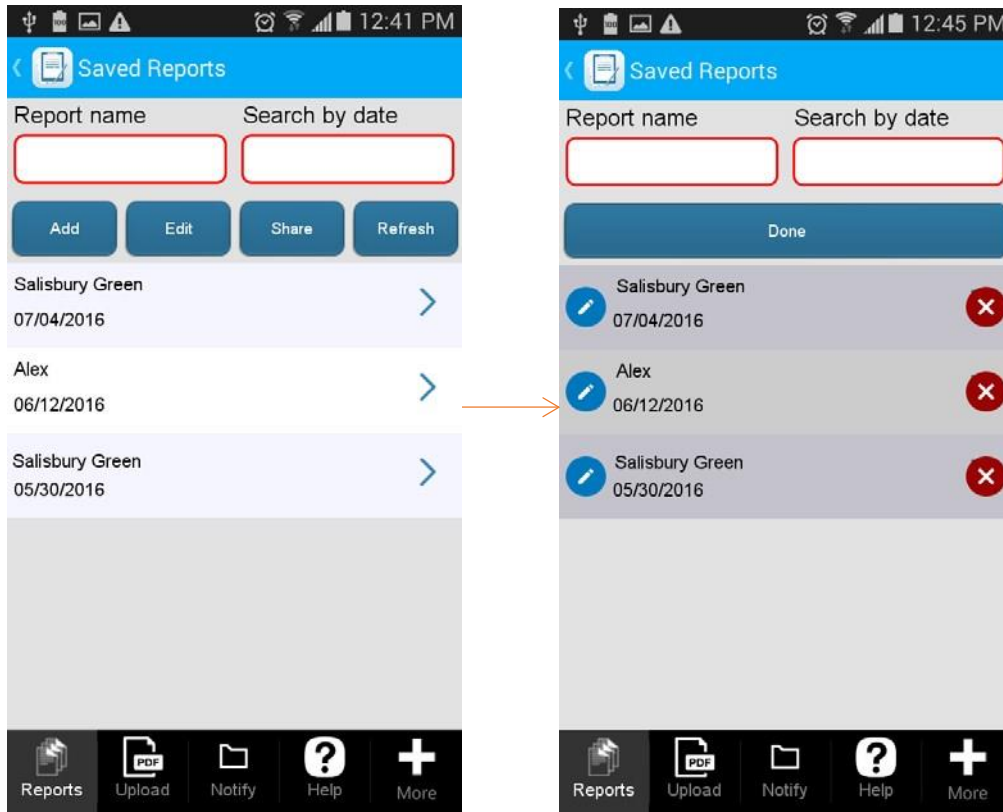 12:41 PM
Saved Reports
Report name Search by date
Add Edit Share Refresh
Salisbury Green
07/04/2016
Alex
06/12/2016
Salisbury Green
05/30/2016
PDF
Reports Upload Notify Help More
12:45 PM
Saved Reports
Report name Search by date
Done
Salisbury Green
07/04/2016
Alex
06/12/2016
Salisbury Green
05/30/2016
PDF
Reports Upload Notify Help More